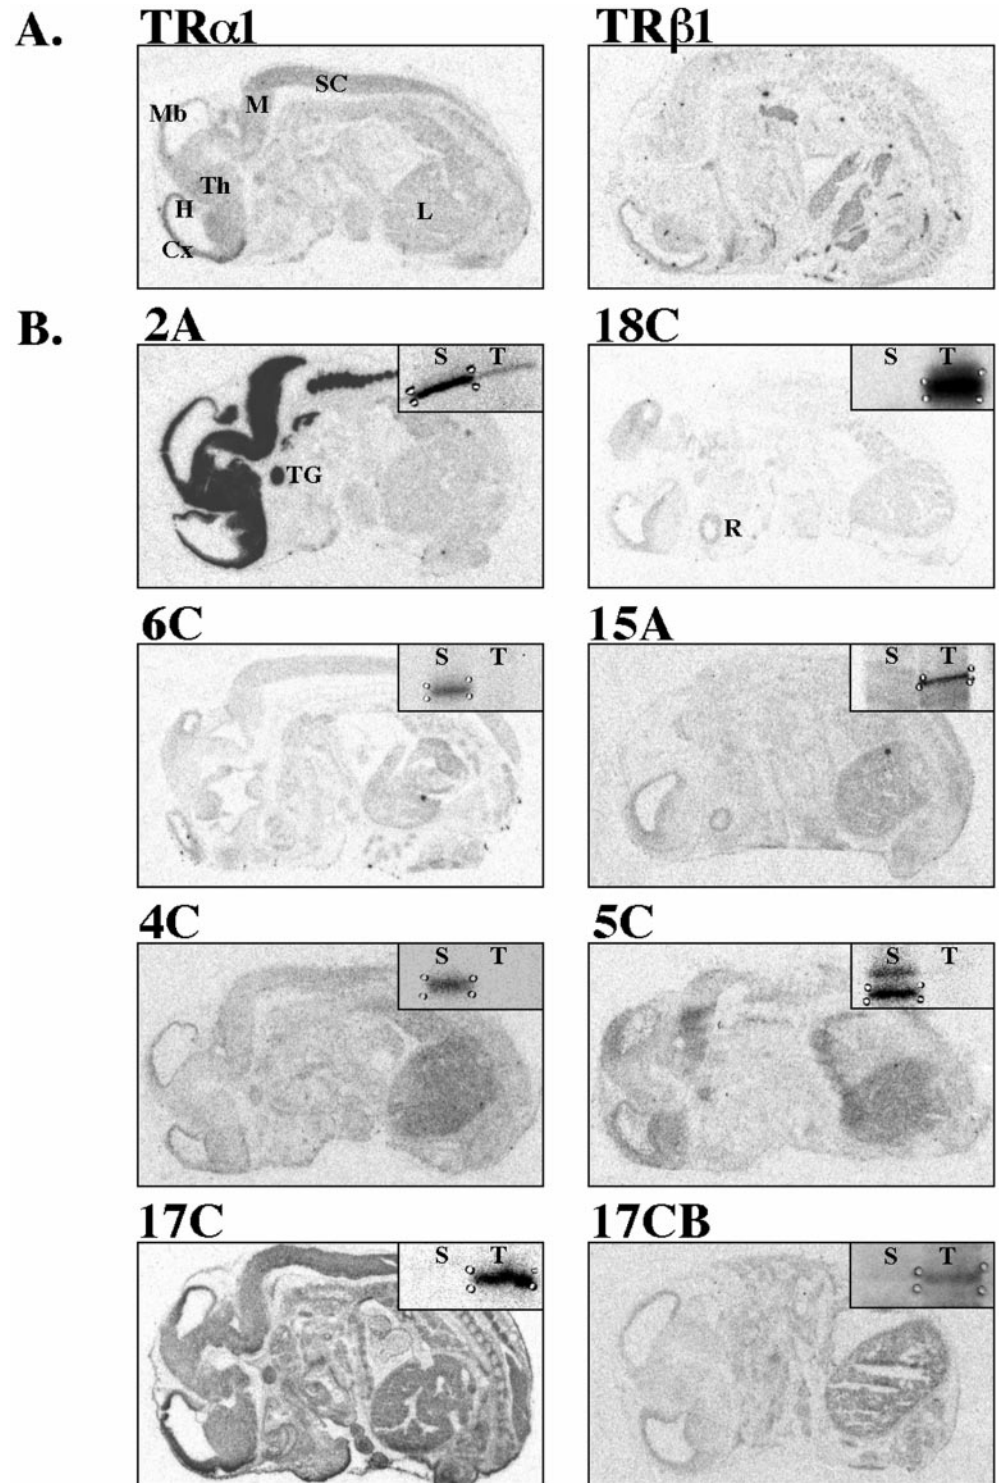 A. TRα1 TRβ1
SC
M
Mb
Th
H
L
Cx
B. 2A 18C
S T S T
TG
R
6C 15A
S T S T
4C 5C
S T S T
17C 17CB
S T S T